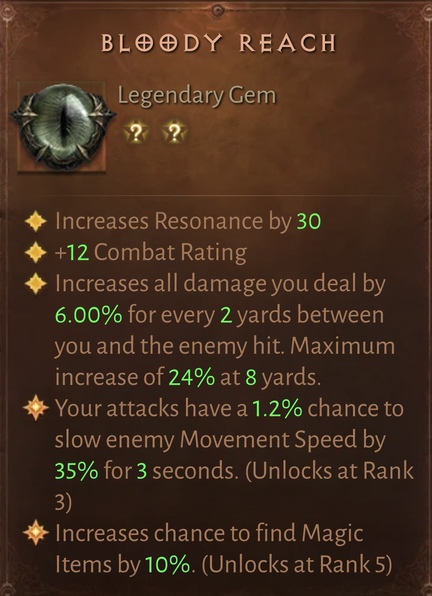 BLOODY REACH
Legendary Gem
? ?
Increases Resonance by 30
+12 Combat Rating
Increases all damage you deal by
6.00% for every 2 yards between
you and the enemy hit. Maximum
increase of 24% at 8 yards.
Your attacks have a 1.2% chance to
slow enemy Movement Speed by
35% for 3 seconds. (Unlocks at Rank
3)
Increases chance to find Magic
Items by 10%. (Unlocks at Rank 5)